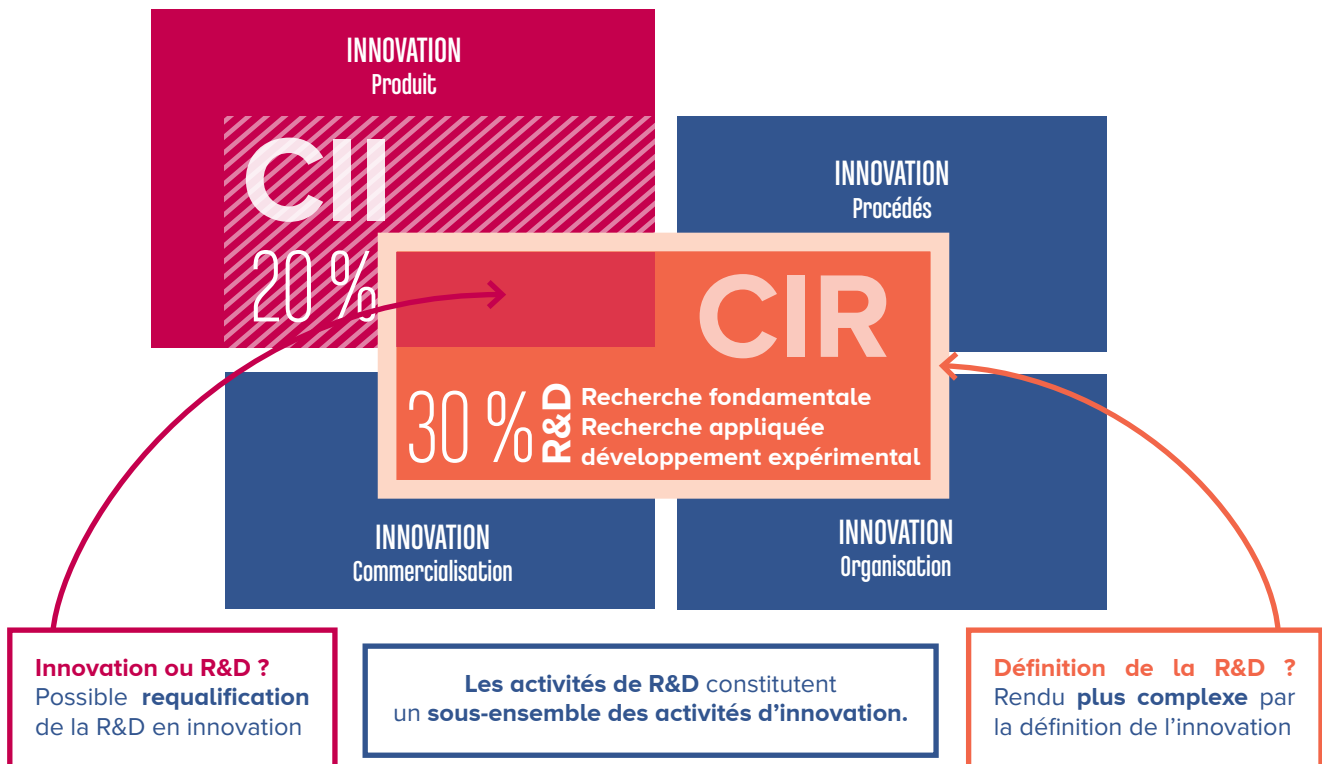 INNOVATION
Produit
CII
20 %
INNOVATION
Procédés
CIR
30 %
R&D
Recherche fondamentale
Recherche appliquée
développement expérimental
INNOVATION
Commercialisation
INNOVATION
Organisation
Innovation ou R&D ?
Possible requalification
de la R&D en innovation
Les activités de R&D constitutent
un sous-ensemble des activités d’innovation.
Définition de la R&D ?
Rendu plus complexe par
la définition de l’innovation